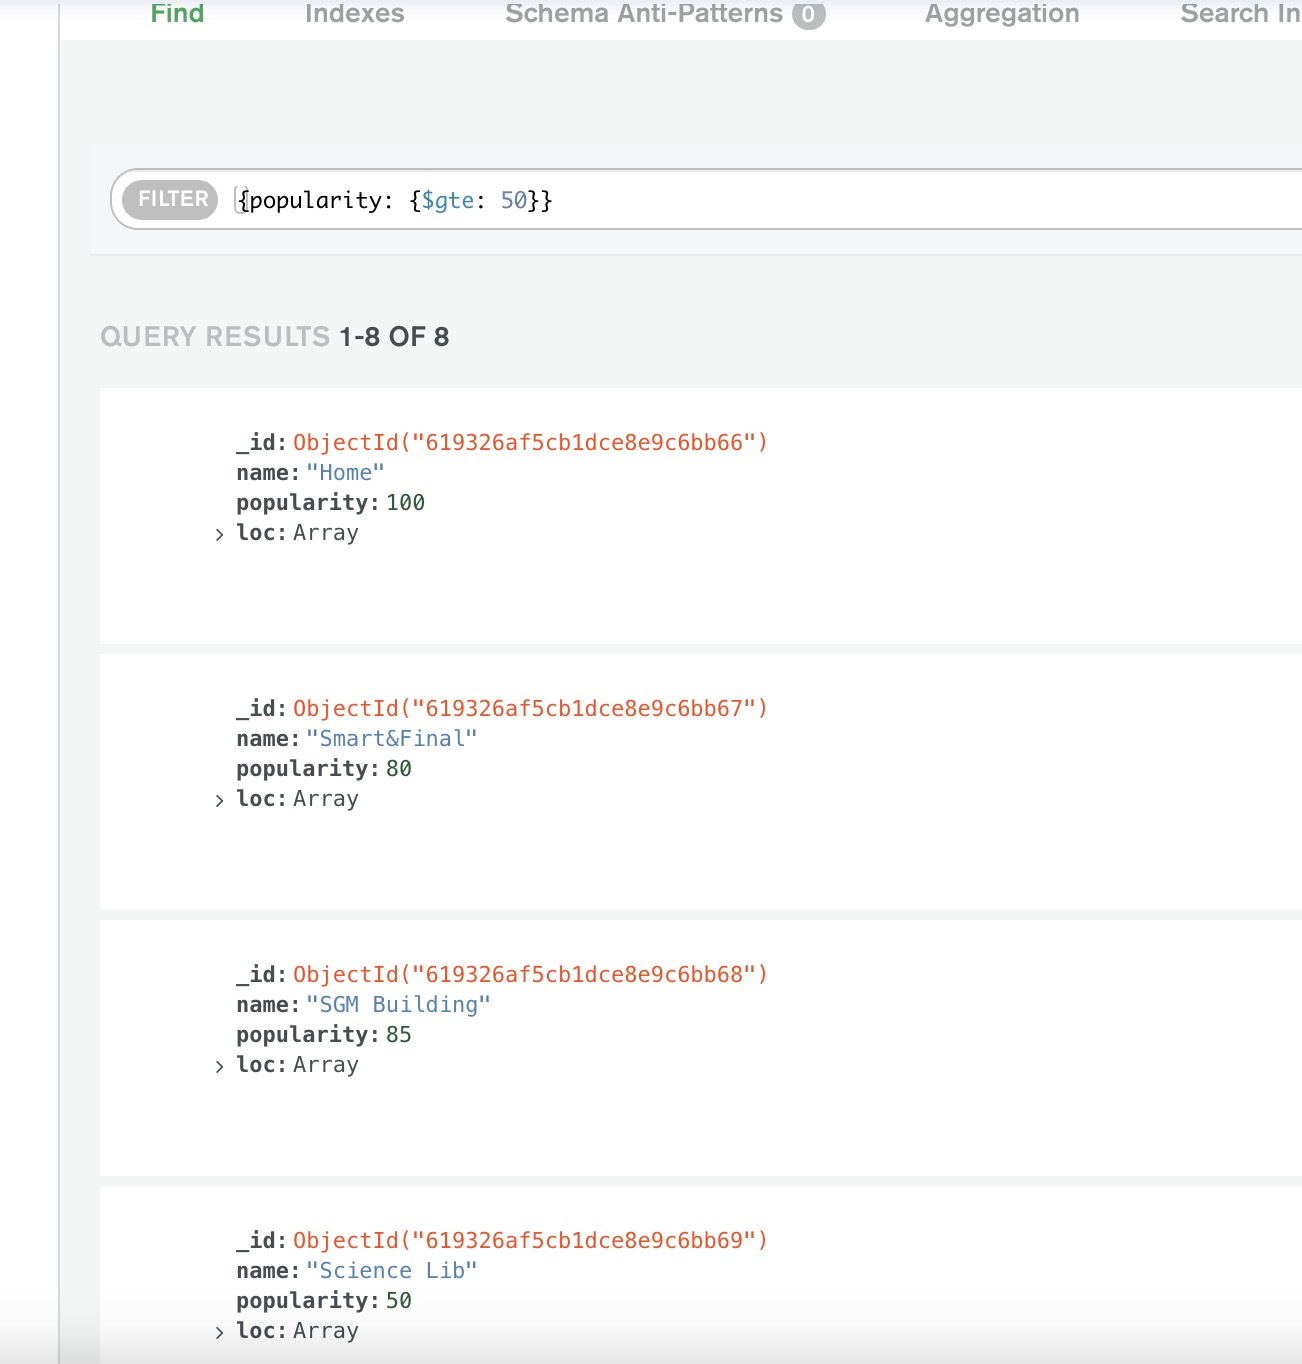 Find Indexes Schema Anti-Patterns 0 Aggregation Search In
FILTER {popularity: {$gte: 50}}
QUERY RESULTS 1-8 OF 8
_id: ObjectId("619326af5cb1dce8e9c6bb66")
name: "Home"
popularity: 100
> loc: Array
_id: ObjectId("619326af5cb1dce8e9c6bb67")
name: "Smart&Final"
popularity: 80
> loc: Array
_id: ObjectId("619326af5cb1dce8e9c6bb68")
name: "SGM Building"
popularity: 85
> loc: Array
_id: ObjectId("619326af5cb1dce8e9c6bb69")
name: "Science Lib"
popularity: 50
> loc: Array